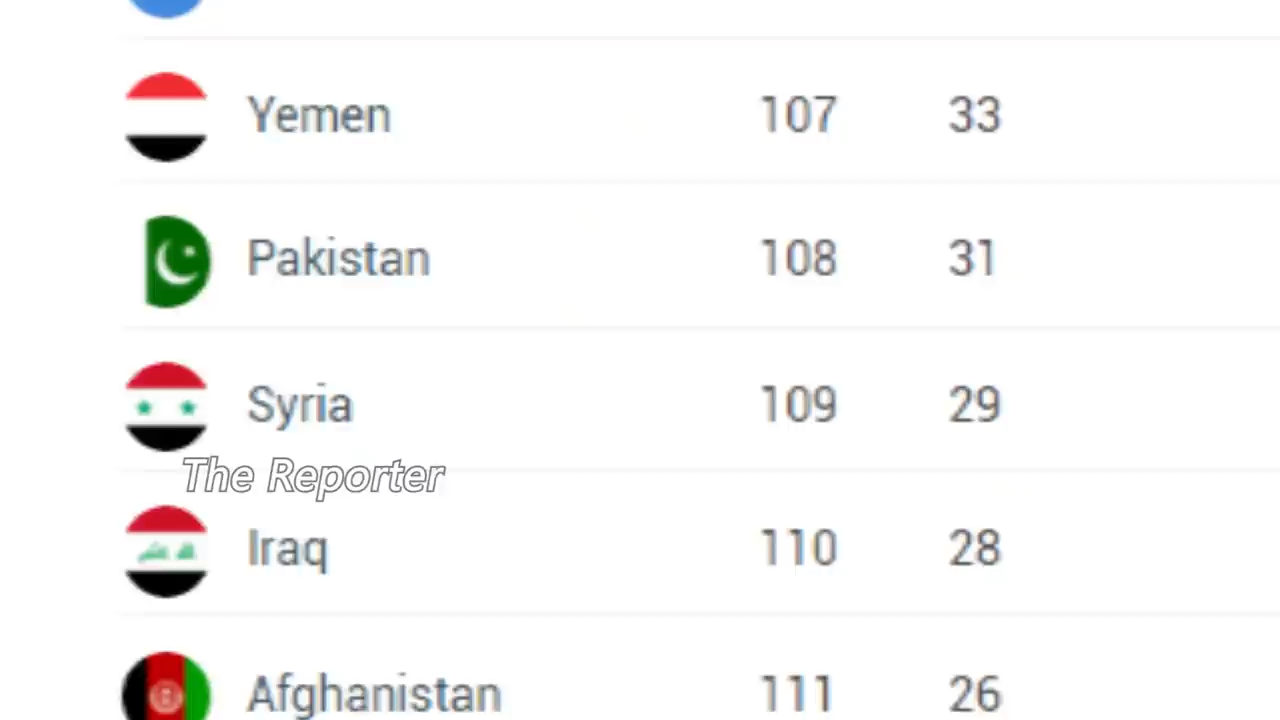 Yemen 107 33
Pakistan 108 31
Syria 109 29
The Reporter
Iraq 110 28
Afghanistan 111 26